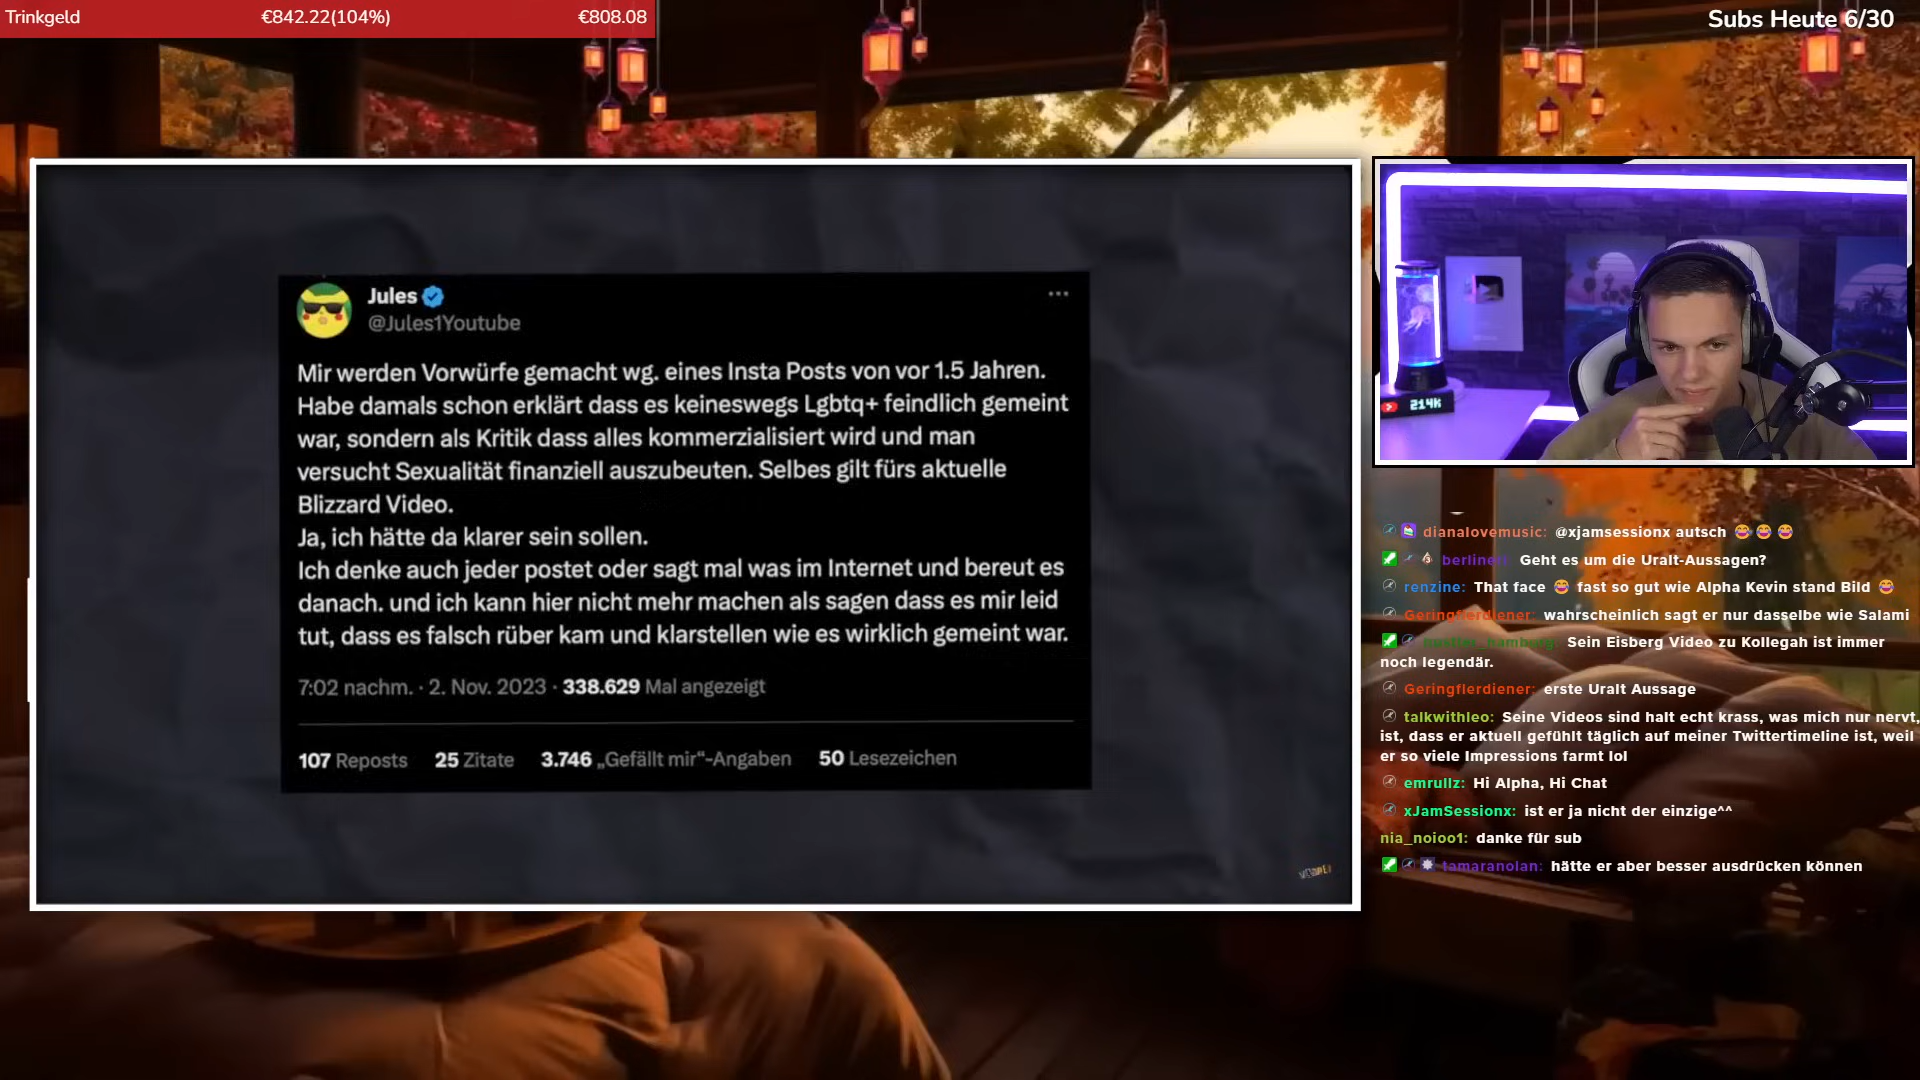 Trinkgeld €842.22(104%) €808.08
Subs Heute 6/30
Jules
@Jules1Youtube
Mir werden Vorwürfe gemacht wg. eines Insta Posts von vor 1.5 Jahren.
Habe damals schon erklärt dass es keineswegs Lgbtq+ feindlich gemeint
war, sondern als Kritik dass alles kommerzialisiert wird und man
versucht Sexualität finanziell auszubeuten. Selbes gilt fürs aktuelle
Blizzard Video.
Ja, ich hätte da klarer sein sollen.
Ich denke auch jeder postet oder sagt mal was im Internet und bereut es
danach. und ich kann hier nicht mehr machen als sagen dass es mir leid
tut, dass es falsch rüber kam und klarstellen wie es wirklich gemeint war.
7:02 nachm. · 2. Nov. 2023 · 338.629 Mal angezeigt
107 Reposts 25 Zitate 3.746 „Gefällt mir“-Angaben 50 Lesezeichen
214K
dianalovemusic: @xjamsessionx autsch 😂 😂 😂
Geht es um die Uralt-Aussagen?
renzine: That face 😂 fast so gut wie Alpha Kevin stand Bild 😂
Geringfierdiener: wahrscheinlich sagt er nur dasselbe wie Salami
Sein Eisberg Video zu Kollegah ist immer
noch legendär.
Geringfierdiener: erste Uralt Aussage
talkwithleo: Seine Videos sind halt echt krass, was mich nur nervt,
ist, dass er aktuell gefühlt täglich auf meiner Twittertimeline ist, weil
er so viele Impressions farmt lol
emrullz: Hi Alpha, Hi Chat
xJamSessionx: ist er ja nicht der einzige^^
nia_noioo1: danke für sub
tamaranolan: hätte er aber besser ausdrücken können